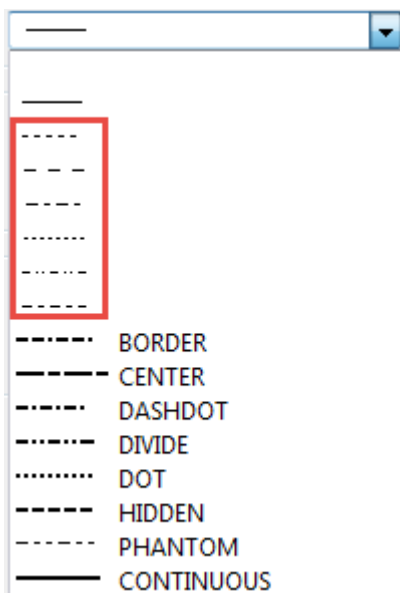 BORDER
CENTER
DASHDOT
DIVIDE
DOT
HIDDEN
PHANTOM
CONTINUOUS